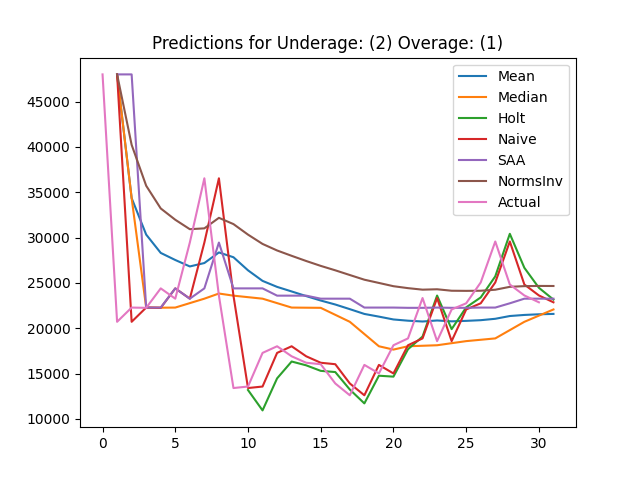 Predictions for Underage: (2) Overage: (1)
Mean
Median
Holt
Naive
SAA
NormsInv
Actual
45000
40000
35000
30000
25000
20000
15000
10000
0 5 10 15 20 25 30